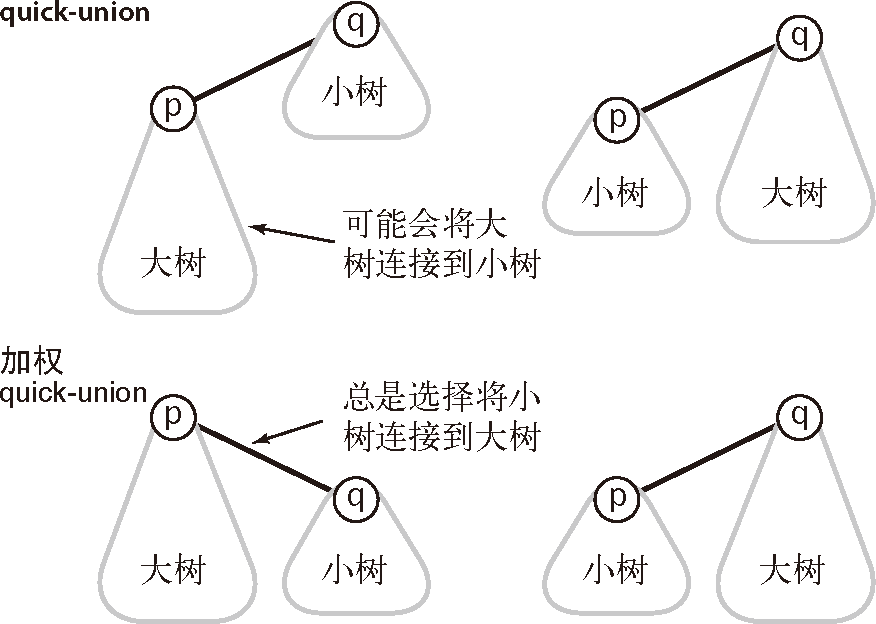 quick-union
q
小树
p
大树
可能会将大
树连接到小树
q
p
小树
大树
加权
quick-union
p
总是选择将小
树连接到大树
q
大树
小树
q
p
小树
大树